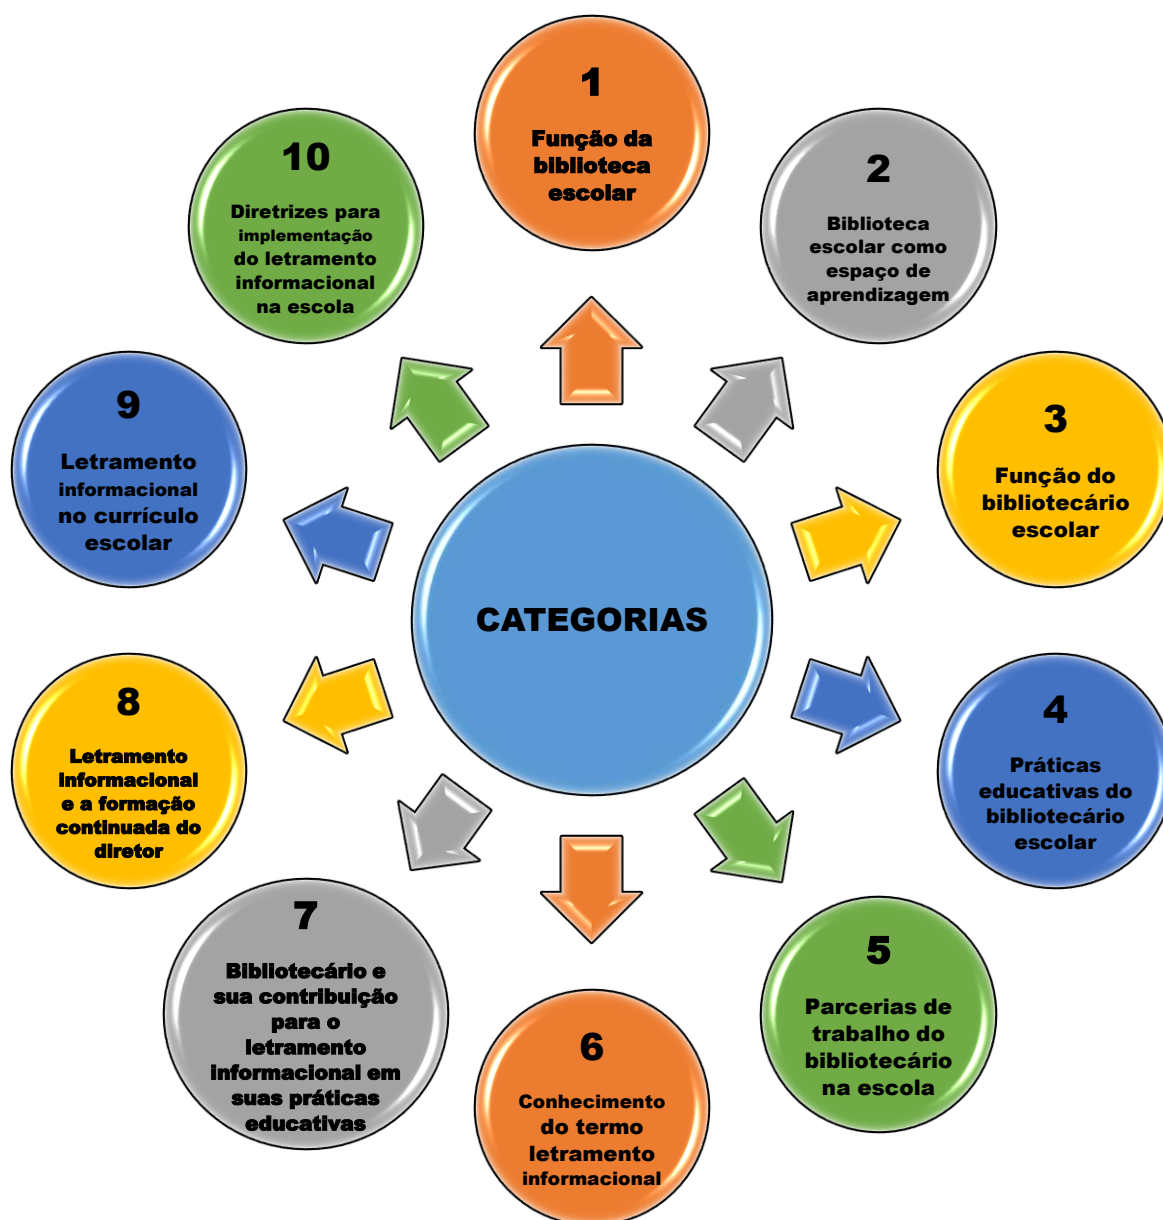 CATEGORIAS
1
Função da
biblioteca
escolar
2
Biblioteca
escolar como
espaço de
aprendizagem
3
Função do
bibliotecário
escolar
4
Práticas
educativas do
bibliotecário
escolar
5
Parcerias de
trabalho do
bibliotecário
na escola
6
Conhecimento
do termo
letramento
informacional
7
Bibliotecário e
sua contribuição
para o
letramento
informacional em
suas práticas
educativas
8
Letramento
informacional
e a formação
continuada do
diretor
9
Letramento
informacional
no currículo
escolar
10
Diretrizes para
implementação
do letramento
informacional
na escola